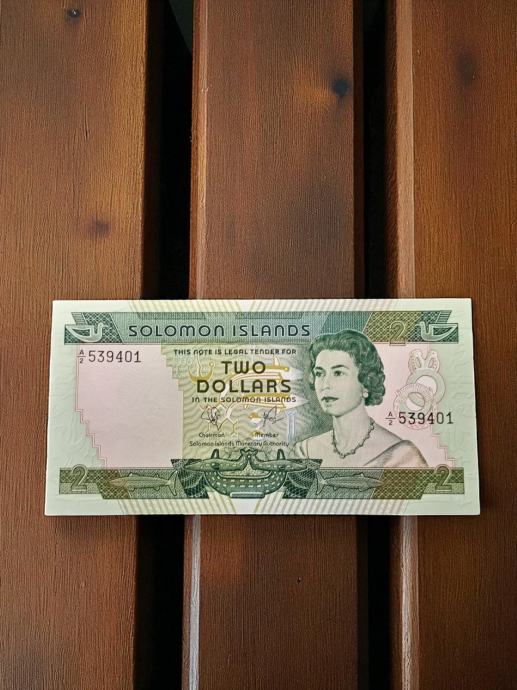 SOLOMON ISLANDS
2
A/2 539401
THIS NOTE IS LEGAL TENDER FOR
TWO
DOLLARS
IN THE SOLOMON ISLANDS
A/2 539401
Chairman Member
Solomon Islands Monetary Authority
2 2